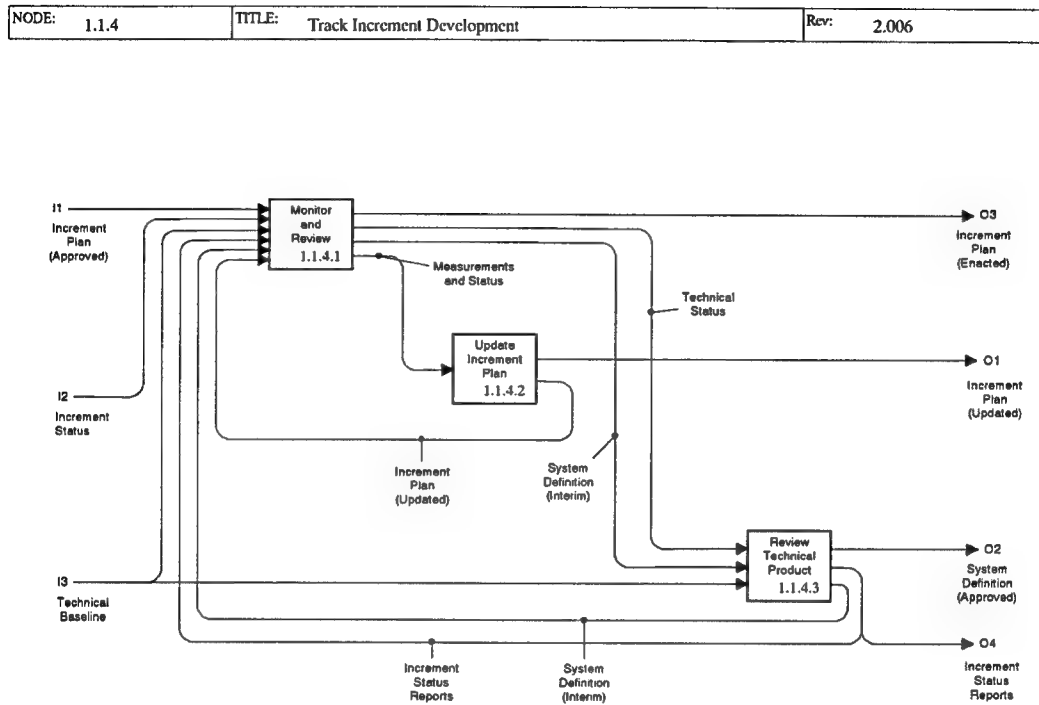 NODE: 1.1.4 TITLE: Track Increment Development Rev: 2.006
I1
Increment
Plan
(Approved)
Monitor
and
Review
1.1.4.1
O3
Increment
Plan
(Enacted)
Measurements
and Status
Technical
Status
Update
Increment
Plan
1.1.4.2
O1
Increment
Plan
(Updated)
I2
Increment
Status
Increment
Plan
(Updated)
System
Definition
(Interim)
Review
Technical
Product
1.1.4.3
O2
System
Definition
(Approved)
I3
Technical
Baseline
O4
Increment
Status
Reports
Increment
Status
Reports
System
Definition
(Interim)